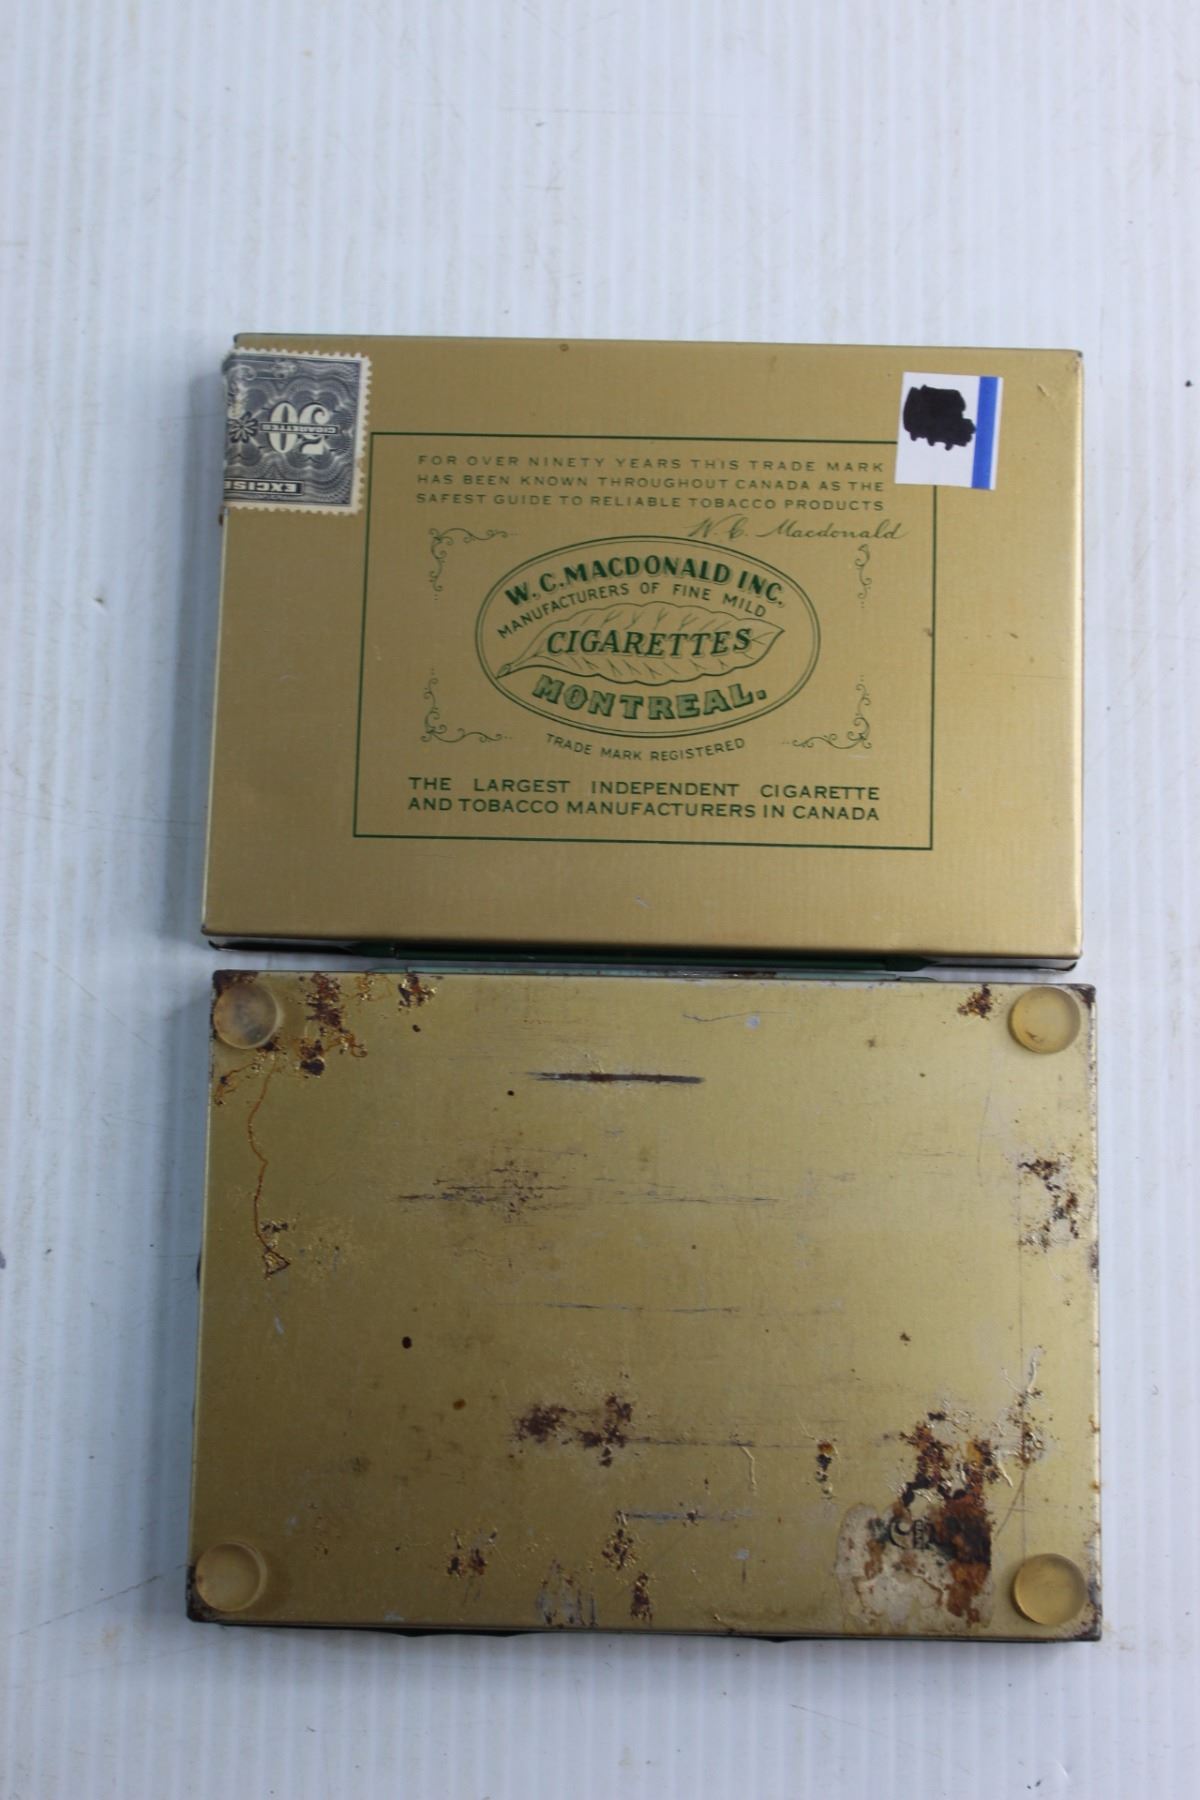 EXCISE
50
CIGARETTES
FOR OVER NINETY YEARS THIS TRADE MARK
HAS BEEN KNOWN THROUGHOUT CANADA AS THE
SAFEST GUIDE TO RELIABLE TOBACCO PRODUCTS
W. C. Macdonald
W. C. MACDONALD INC.
MANUFACTURERS OF FINE MILD
CIGARETTES
MONTREAL.
TRADE MARK REGISTERED
THE LARGEST INDEPENDENT CIGARETTE
AND TOBACCO MANUFACTURERS IN CANADA